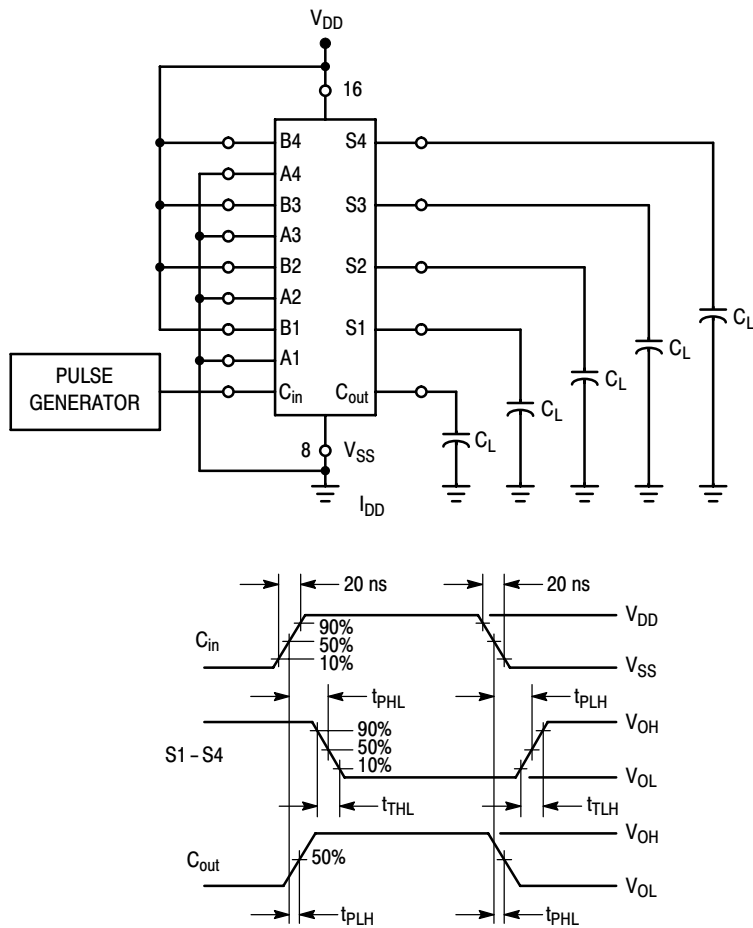 V_DD
16
B4 S4
A4
B3 S3
A3
B2 S2
A2
B1 S1
A1
PULSE
GENERATOR
C_in C_out
C_L C_L C_L C_L C_L
8 V_SS
I_DD
20 ns 20 ns
C_in
90%
50%
10%
V_DD
V_SS
t_PHL t_PLH
S1 – S4
90%
50%
10%
V_OH
V_OL
t_THL t_TLH
C_out
50%
V_OH
V_OL
t_PLH t_PHL